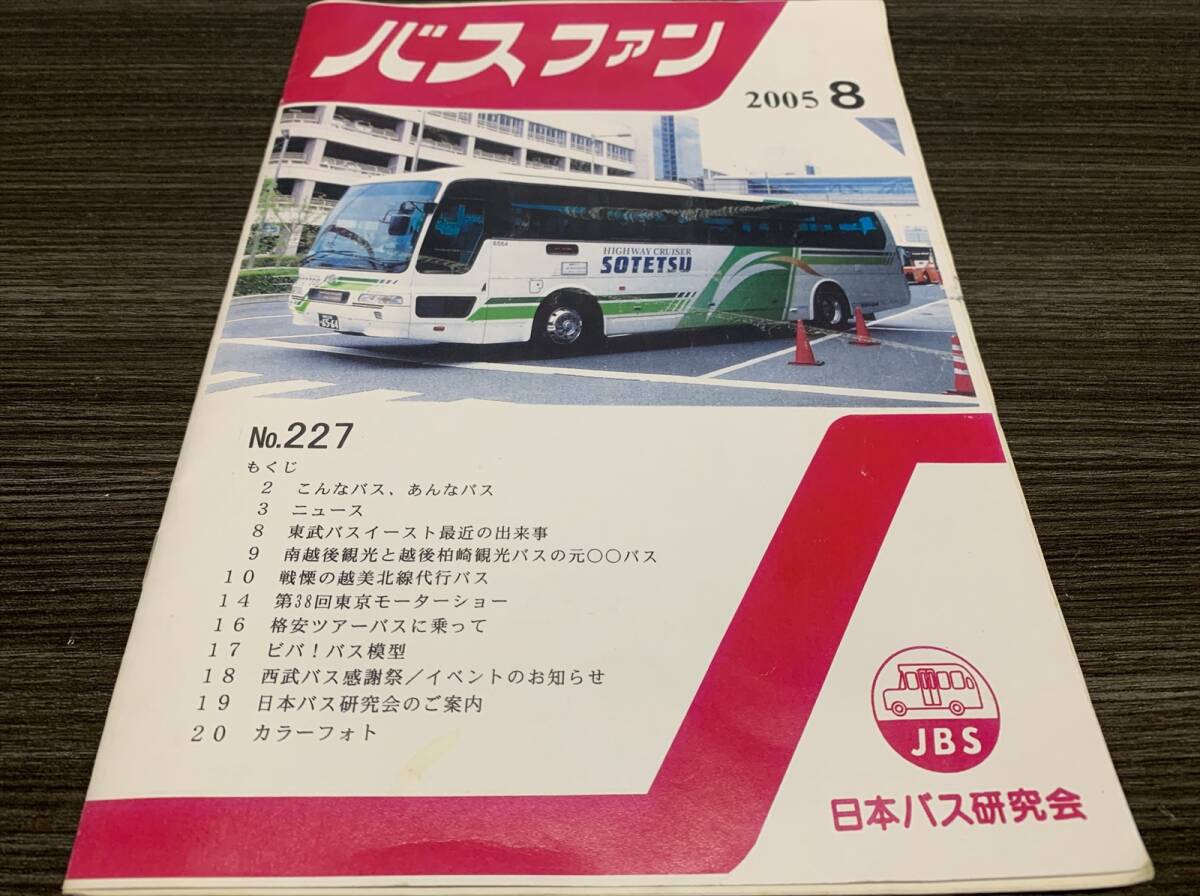 バスファン
2005 8
6564
HIGHWAY CRUISER
SOTETSU
65-64
No.227
もくじ
2 こんなバス、あんなバス
3 ニュース
8 東武バスイースト最近の出来事
9 南越後観光と越後柏崎観光バスの元○○バス
10 戦慄の越美北線代行バス
14 第38回東京モーターショー
16 格安ツアーバスに乗って
17 ビバ！バス模型
18 西武バス感謝祭／イベントのお知らせ
19 日本バス研究会のご案内
20 カラーフォト
JBS
日本バス研究会